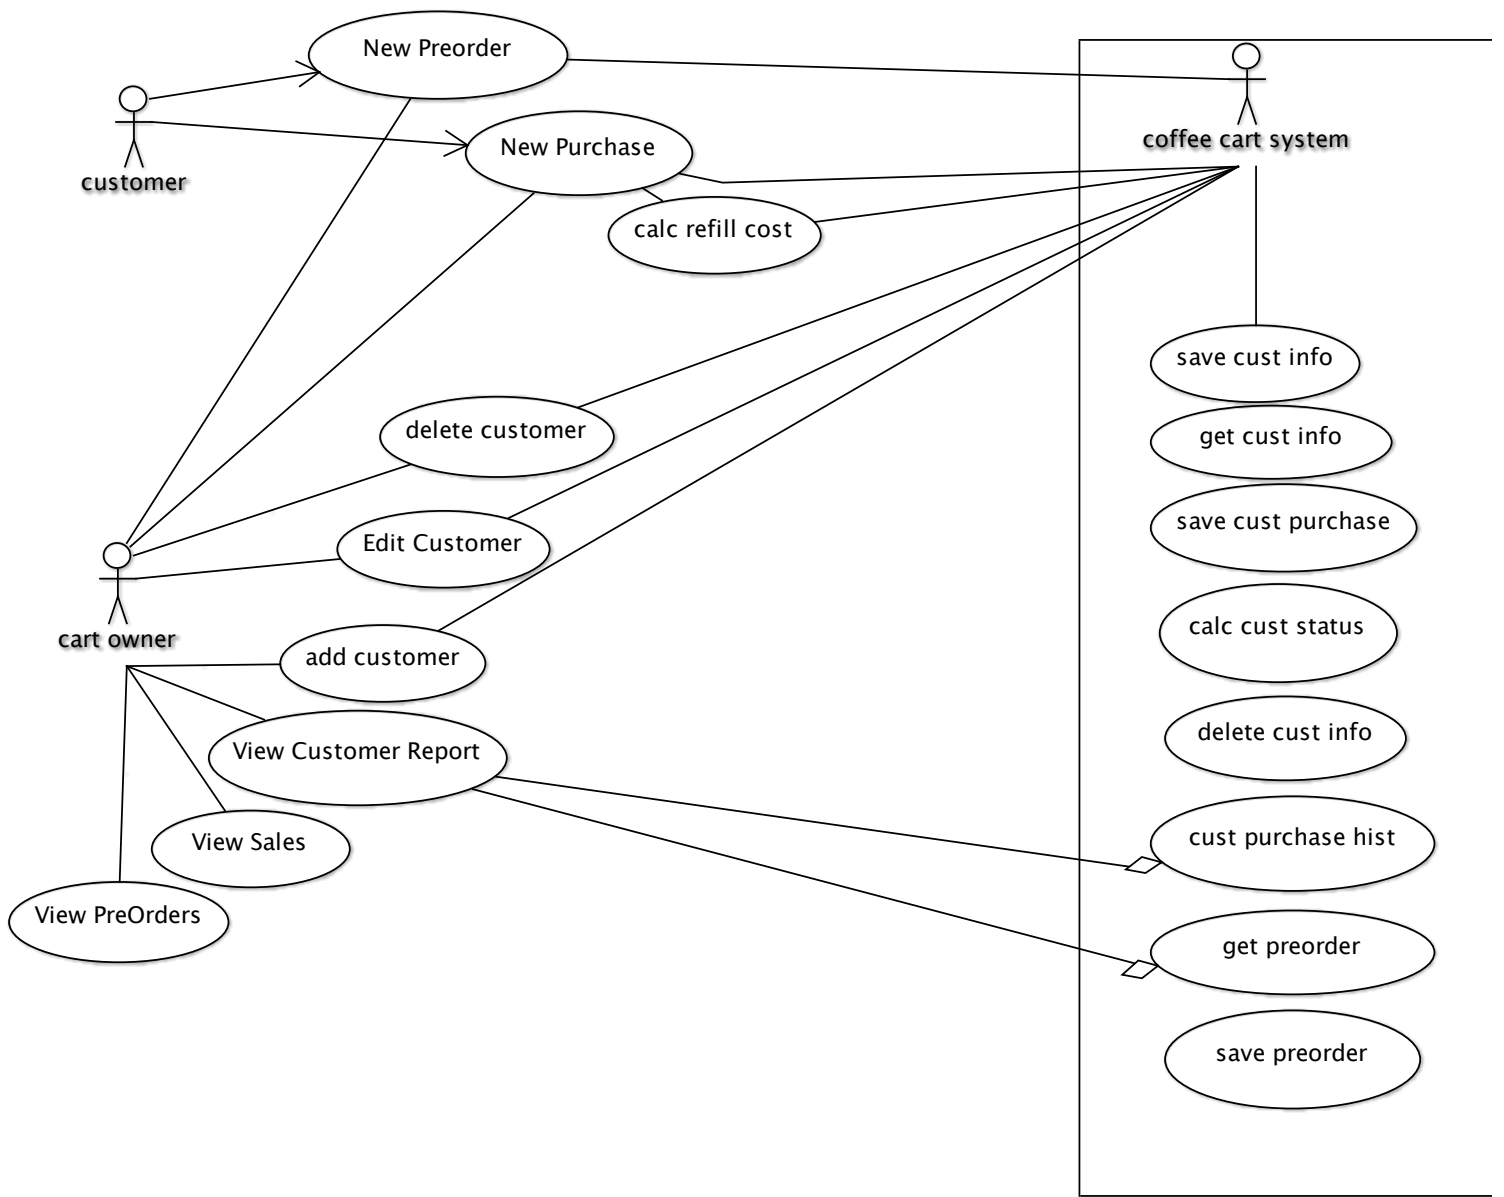 New Preorder
customer
New Purchase
coffee cart system
calc refill cost
save cust info
delete customer
get cust info
save cust purchase
Edit Customer
cart owner
add customer
calc cust status
View Customer Report
delete cust info
View Sales
cust purchase hist
View PreOrders
get preorder
save preorder